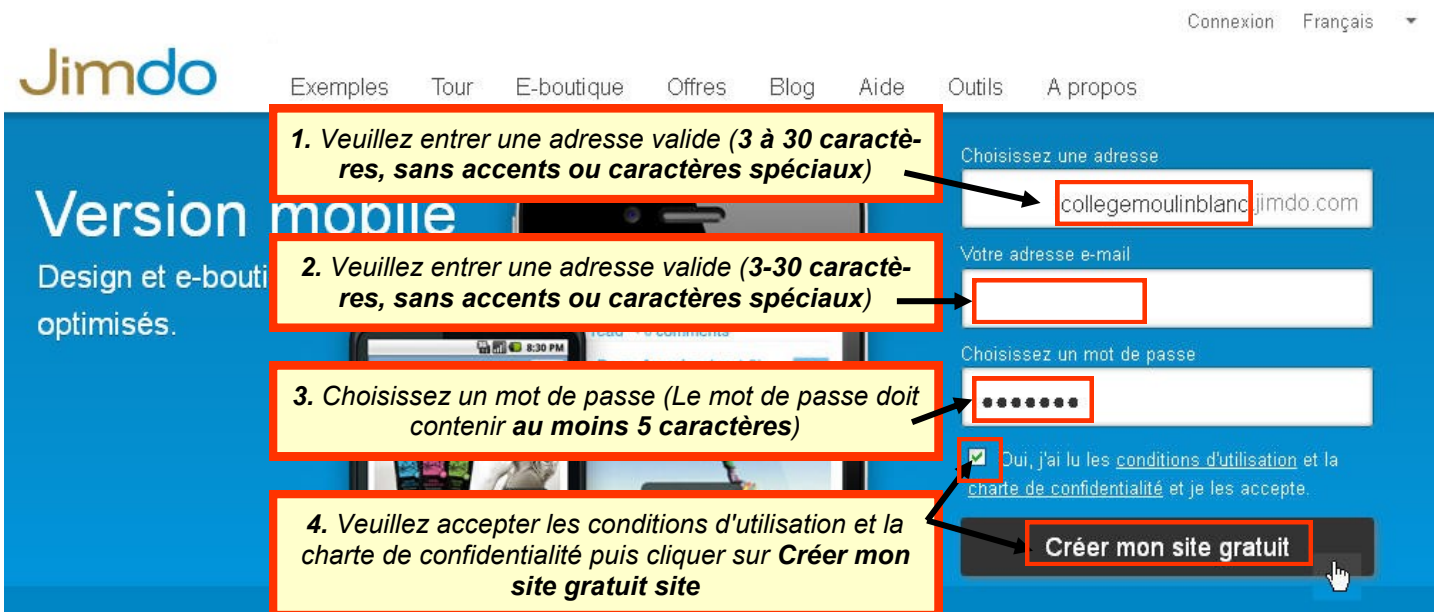 Connexion Français
Jimdo
Exemples Tour E-boutique Offres Blog Aide Outils A propos
1. Veuillez entrer une adresse valide (3 à 30 caractè-
res, sans accents ou caractères spéciaux)
Choisissez une adresse
collegemoulinblanc.jimdo.com
Version mobile
Design et e-bouti
optimisés.
2. Veuillez entrer une adresse valide (3-30 caractè-
res, sans accents ou caractères spéciaux)
Votre adresse e-mail
8:30 PM
3. Choisissez un mot de passe (Le mot de passe doit
contenir au moins 5 caractères)
Choisissez un mot de passe
•••••••
Oui, j'ai lu les conditions d'utilisation et la
charte de confidentialité et je les accepte.
4. Veuillez accepter les conditions d'utilisation et la
charte de confidentialité puis cliquer sur Créer mon
site gratuit site
Créer mon site gratuit